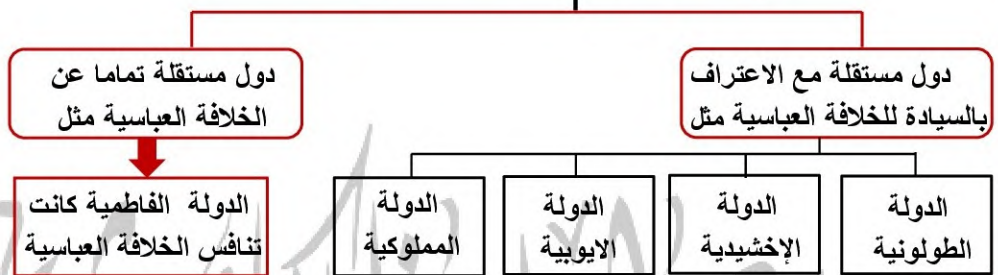 دول مستقلة مع الاعتراف
بالسيادة للخلافة العباسية مثل
الدولة
الطولونية
الدولة
الإخشيدية
الدولة
الايوبية
الدولة
المملوكية
دول مستقلة تماما عن
الخلافة العباسية مثل
الدولة الفاطمية كانت
تنافس الخلافة العباسية